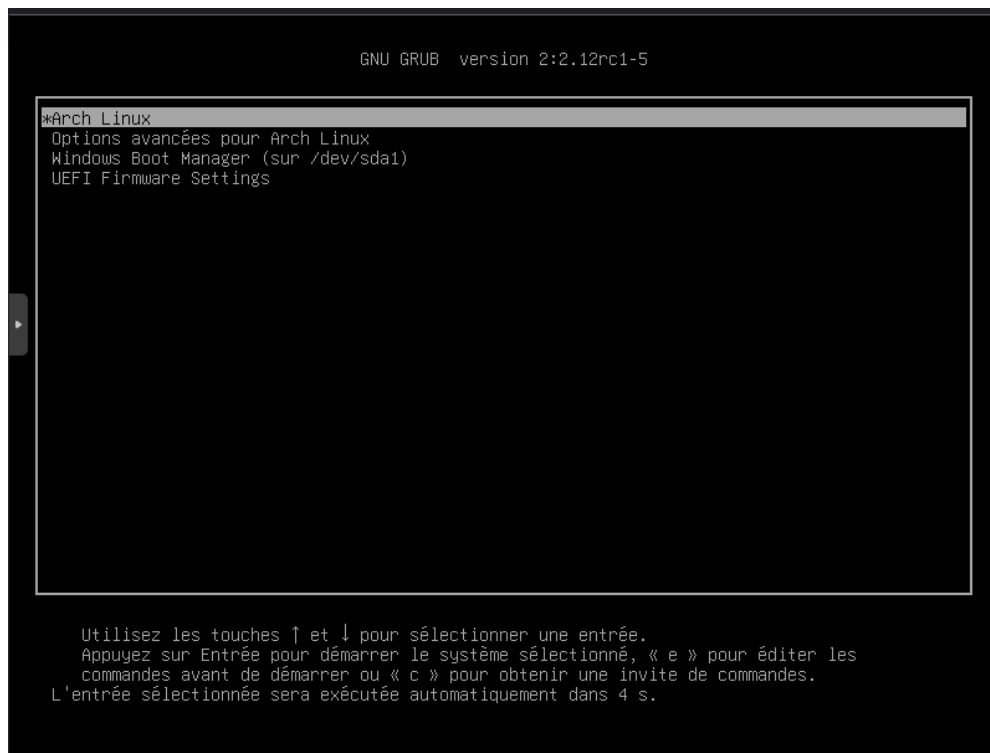 GNU GRUB version 2:2.12rc1-5
*Arch Linux
Options avancées pour Arch Linux
Windows Boot Manager (sur /dev/sda1)
UEFI Firmware Settings
Utilisez les touches ↑ et ↓ pour sélectionner une entrée.
Appuyez sur Entrée pour démarrer le système sélectionné, « e » pour éditer les
commandes avant de démarrer ou « c » pour obtenir une invite de commandes.
L'entrée sélectionnée sera exécutée automatiquement dans 4 s.